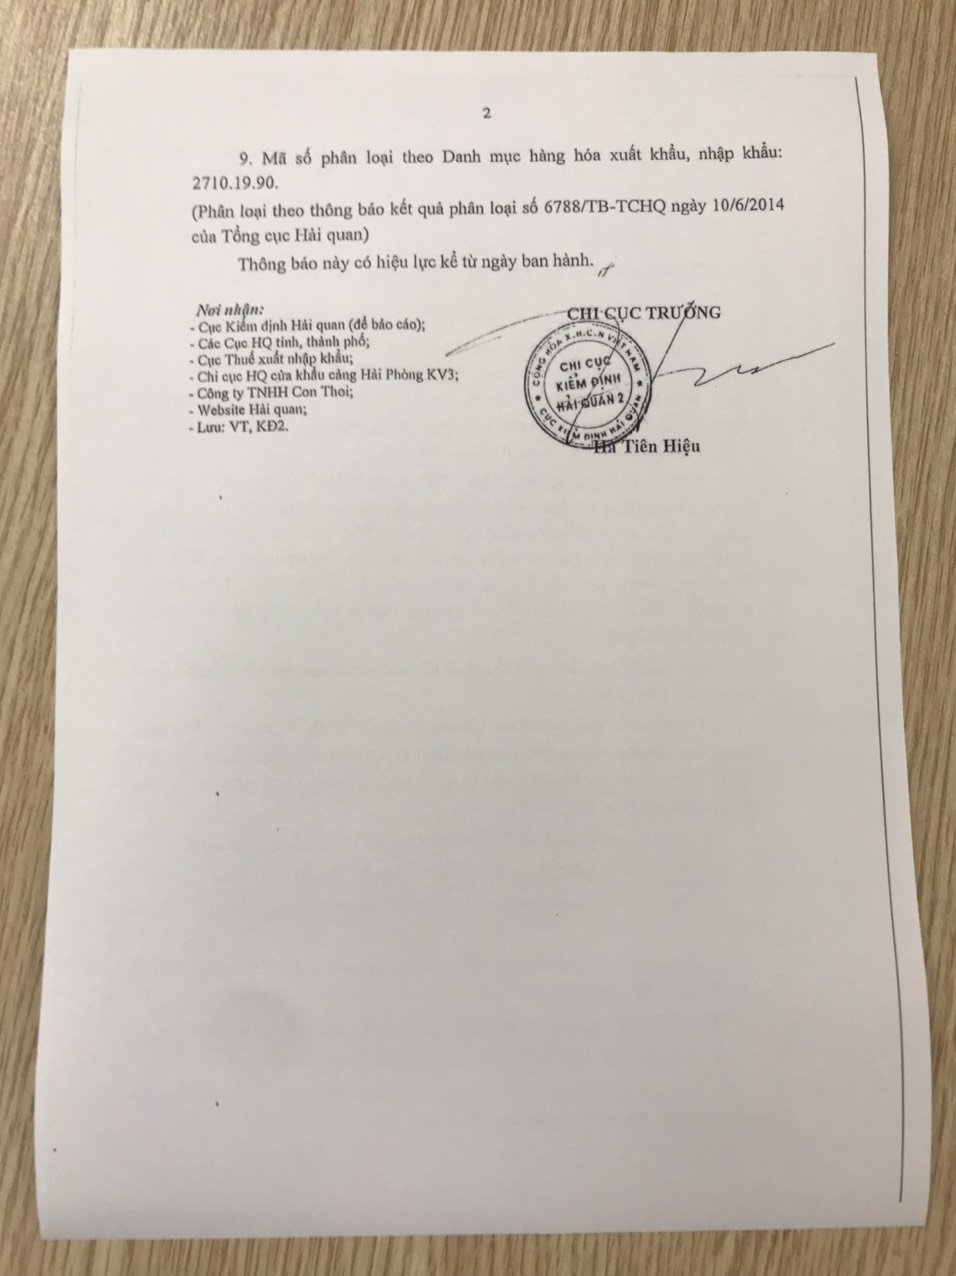 2
9. Mã số phân loại theo Danh mục hàng hóa xuất khẩu, nhập khẩu:
2710.19.90.
(Phân loại theo thông báo kết quả phân loại số 6788/TB-TCHQ ngày 10/6/2014
của Tổng cục Hải quan)
Thông báo này có hiệu lực kể từ ngày ban hành.
Nơi nhận:
- Cục Kiểm định Hải quan (để báo cáo);
- Các Cục HQ tỉnh, thành phố;
- Cục Thuế xuất nhập khẩu;
- Chi cục HQ cửa khẩu cảng Hải Phòng KV3;
- Công ty TNHH Con Thoi;
- Website Hải quan;
- Lưu: VT, KĐ2.
CHI CỤC TRƯỞNG
CỘNG HÒA X.H.C.N VIỆT NAM
CHI CỤC
KIỂM ĐỊNH
HẢI QUAN 2
CỤC KIỂM ĐỊNH HẢI QUAN
Hà Tiên Hiệu